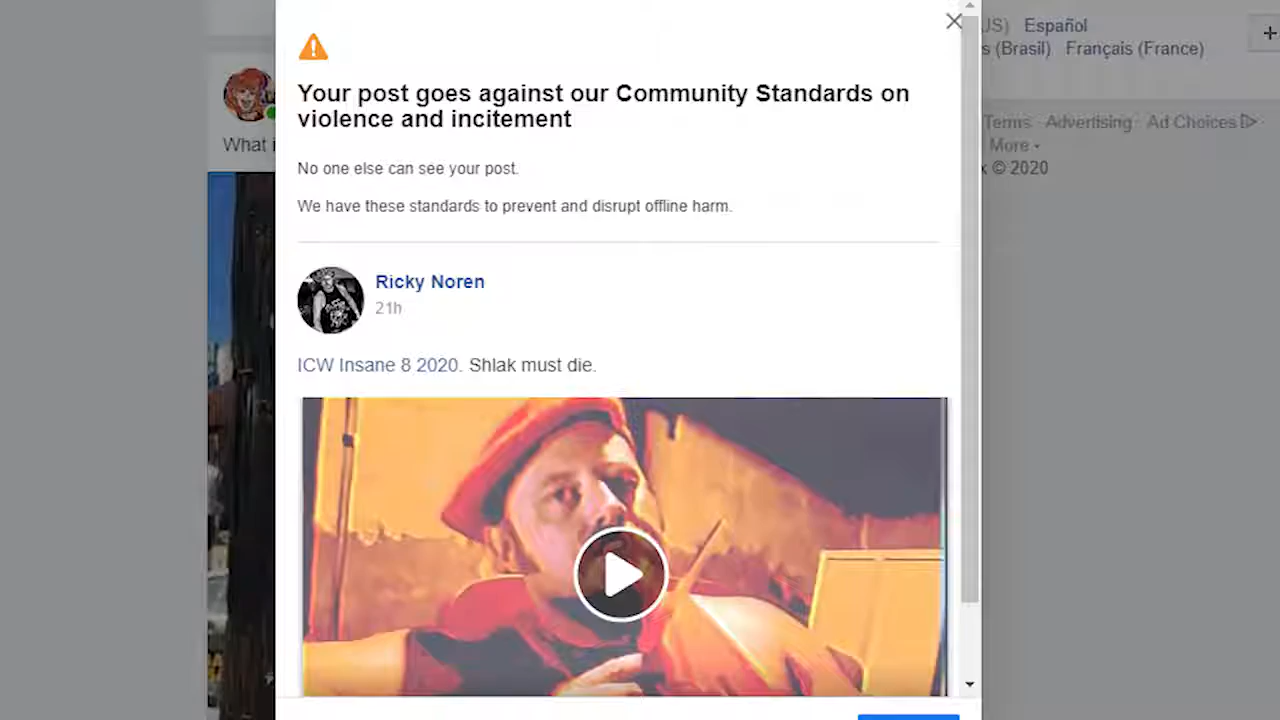 US) Español
s (Brasil) Français (France)
Your post goes against our Community Standards on
violence and incitement
Terms · Advertising · Ad Choices
What
More
© 2020
No one else can see your post.
We have these standards to prevent and disrupt offline harm.
Ricky Noren
21h
ICW Insane 8 2020. Shlak must die.